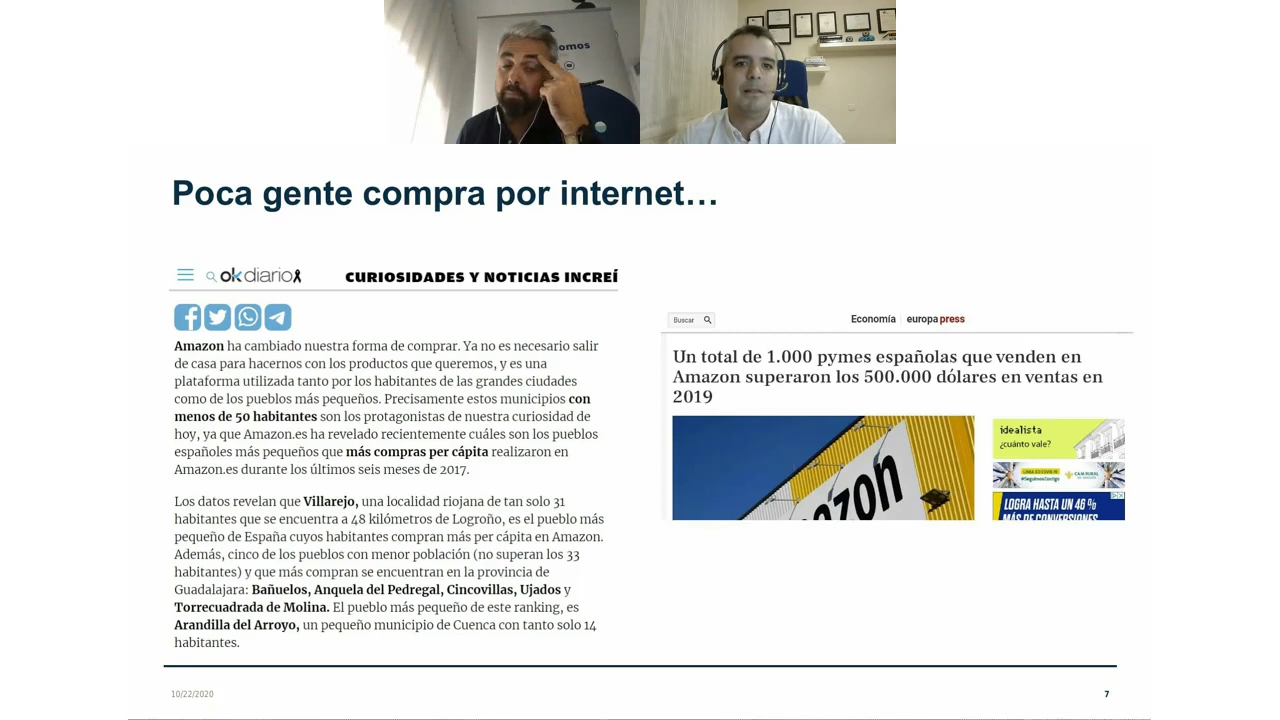 omos
Poca gente compra por internet...
okdiario
CURIOSIDADES Y NOTICIAS INCREÍ
Amazon ha cambiado nuestra forma de comprar. Ya no es necesario salir
de casa para hacernos con los productos que queremos, y es una
plataforma utilizada tanto por los habitantes de las grandes ciudades
como de los pueblos más pequeños. Precisamente estos municipios con
menos de 50 habitantes son los protagonistas de nuestra curiosidad de
hoy, ya que Amazon.es ha revelado recientemente cuáles son los pueblos
españoles más pequeños que más compras per cápita realizaron en
Amazon.es durante los últimos seis meses de 2017.
Los datos revelan que Villarejo, una localidad riojana de tan solo 31
habitantes que se encuentra a 48 kilómetros de Logroño, es el pueblo más
pequeño de España cuyos habitantes compran más per cápita en Amazon.
Además, cinco de los pueblos con menor población (no superan los 33
habitantes) y que más compran se encuentran en la provincia de
Guadalajara: Bañuelos, Anquela del Pedregal, Cincovillas, Ujados y
Torrecuadrada de Molina. El pueblo más pequeño de este ranking, es
Arandilla del Arroyo, un pequeño municipio de Cuenca con tanto solo 14
habitantes.
Buscar
Economía europapress
Un total de 1.000 pymes españolas que venden en
Amazon superaron los 500.000 dólares en ventas en
2019
azon
idealista
¿cuánto vale?
#SeguimosContigo
CAJA RURAL
LOGRA HASTA UN 46 %
MÁS DE CONVERSIONES
10/22/2020
7